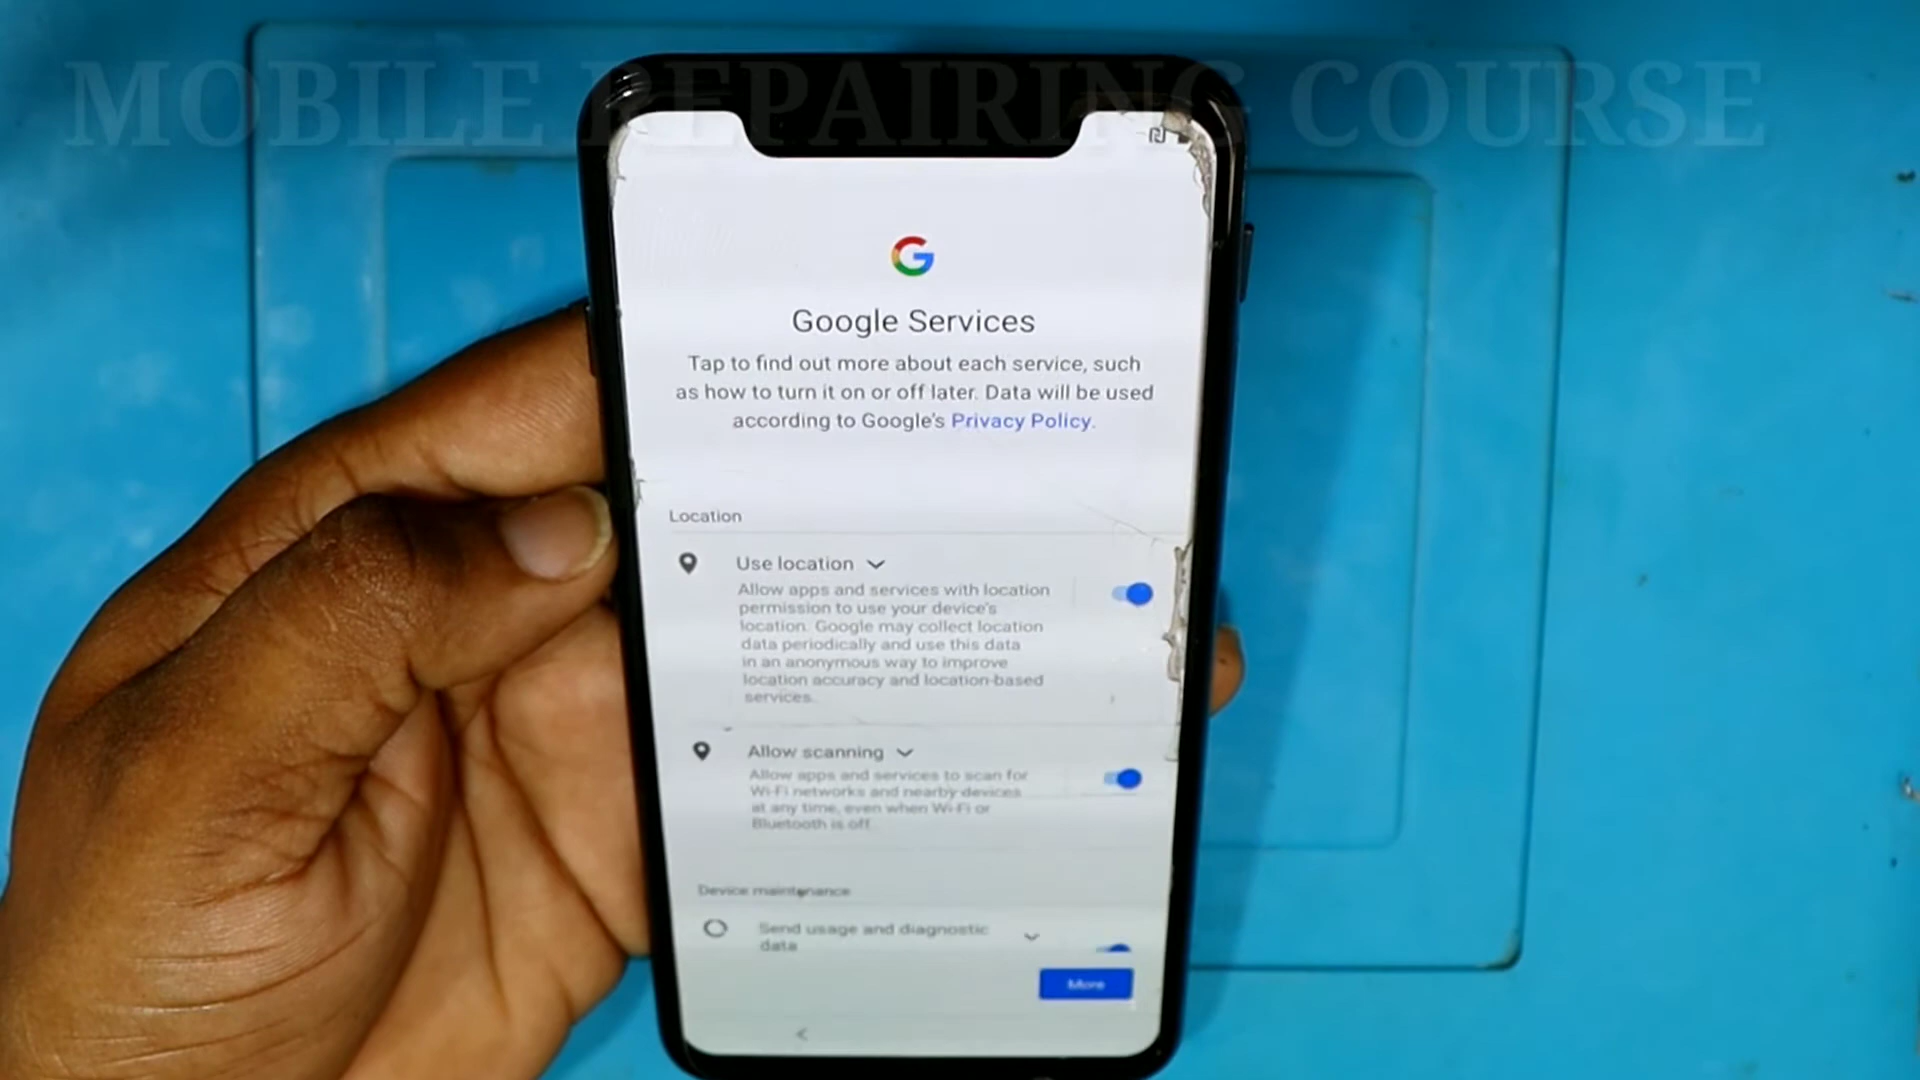 MOBILE REPAIRING COURSE
Google Services
Tap to find out more about each service, such
as how to turn it on or off later. Data will be used
according to Google's Privacy Policy.
Location
Use location
Allow apps and services with location
permission to use your device's
location. Google may collect location
data periodically and use this data
in an anonymous way to improve
location accuracy and location-based
services.
Allow scanning
Allow apps and services to scan for
Wi-Fi networks and nearby devices
at any time, even when Wi-Fi or
Bluetooth is off.
Device maintenance
Send usage and diagnostic
data
More